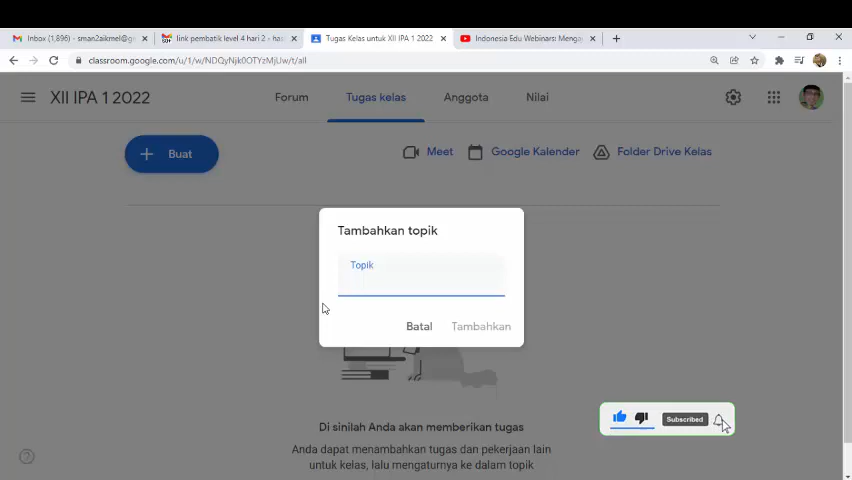 Inbox (1,896) - sman2aikmel@g
link pembatik level 4 hari 2 - has
Tugas Kelas untuk XII IPA 1 2022
Indonesia Edu Webinars: Menga
classroom.google.com/u/1/w/NDQyNjk0OTYzMjUw/t/all
XII IPA 1 2022
Forum
Tugas kelas
Anggota
Nilai
Buat
Meet
Google Kalender
Folder Drive Kelas
Tambahkan topik
Topik
Batal
Tambahkan
Subscribed
Di sinilah Anda akan memberikan tugas
Anda dapat menambahkan tugas dan pekerjaan lain
untuk kelas, lalu mengaturnya ke dalam topik